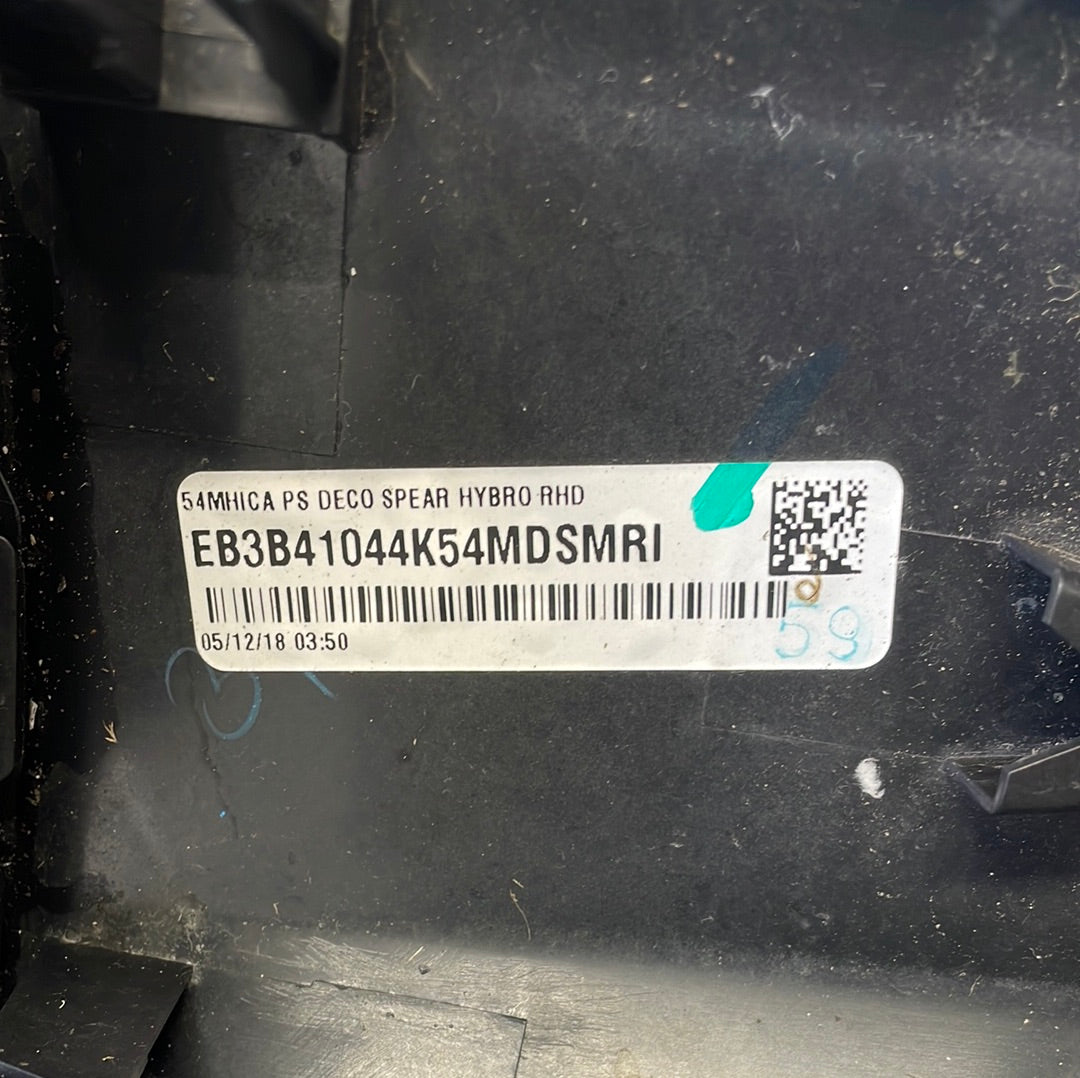 54MHICA PS DECO SPEAR HYBRO RHD
EB3B41044K54MDSMRI
05/12/18 03:50
59